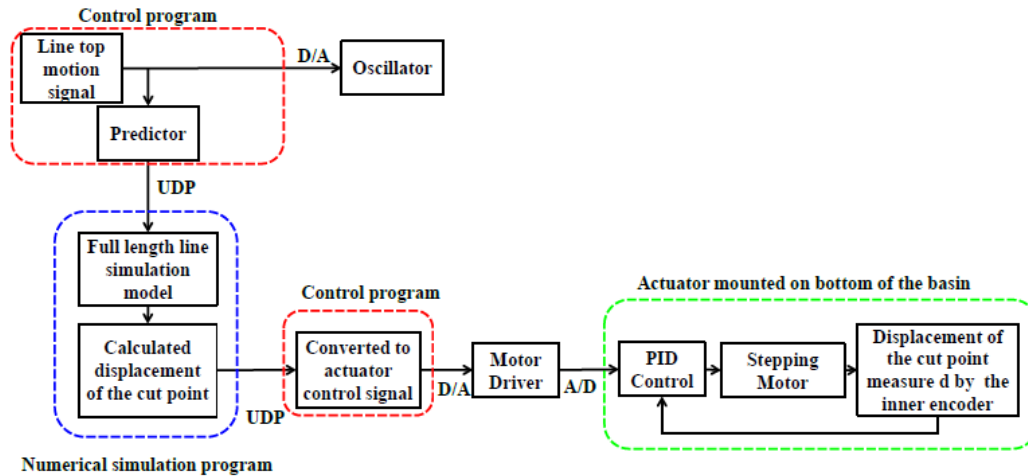 Control program
Line top
motion
signal
D/A
Oscillator
Predictor
UDP
Full length line
simulation
model
Calculated
displacement
of the cut point
UDP
Numerical simulation program
Control program
Converted to
actuator
control signal
D/A
Motor
Driver
A/D
Actuator mounted on bottom of the basin
PID
Control
Stepping
Motor
Displacement of
the cut point
measure d by the
inner encoder